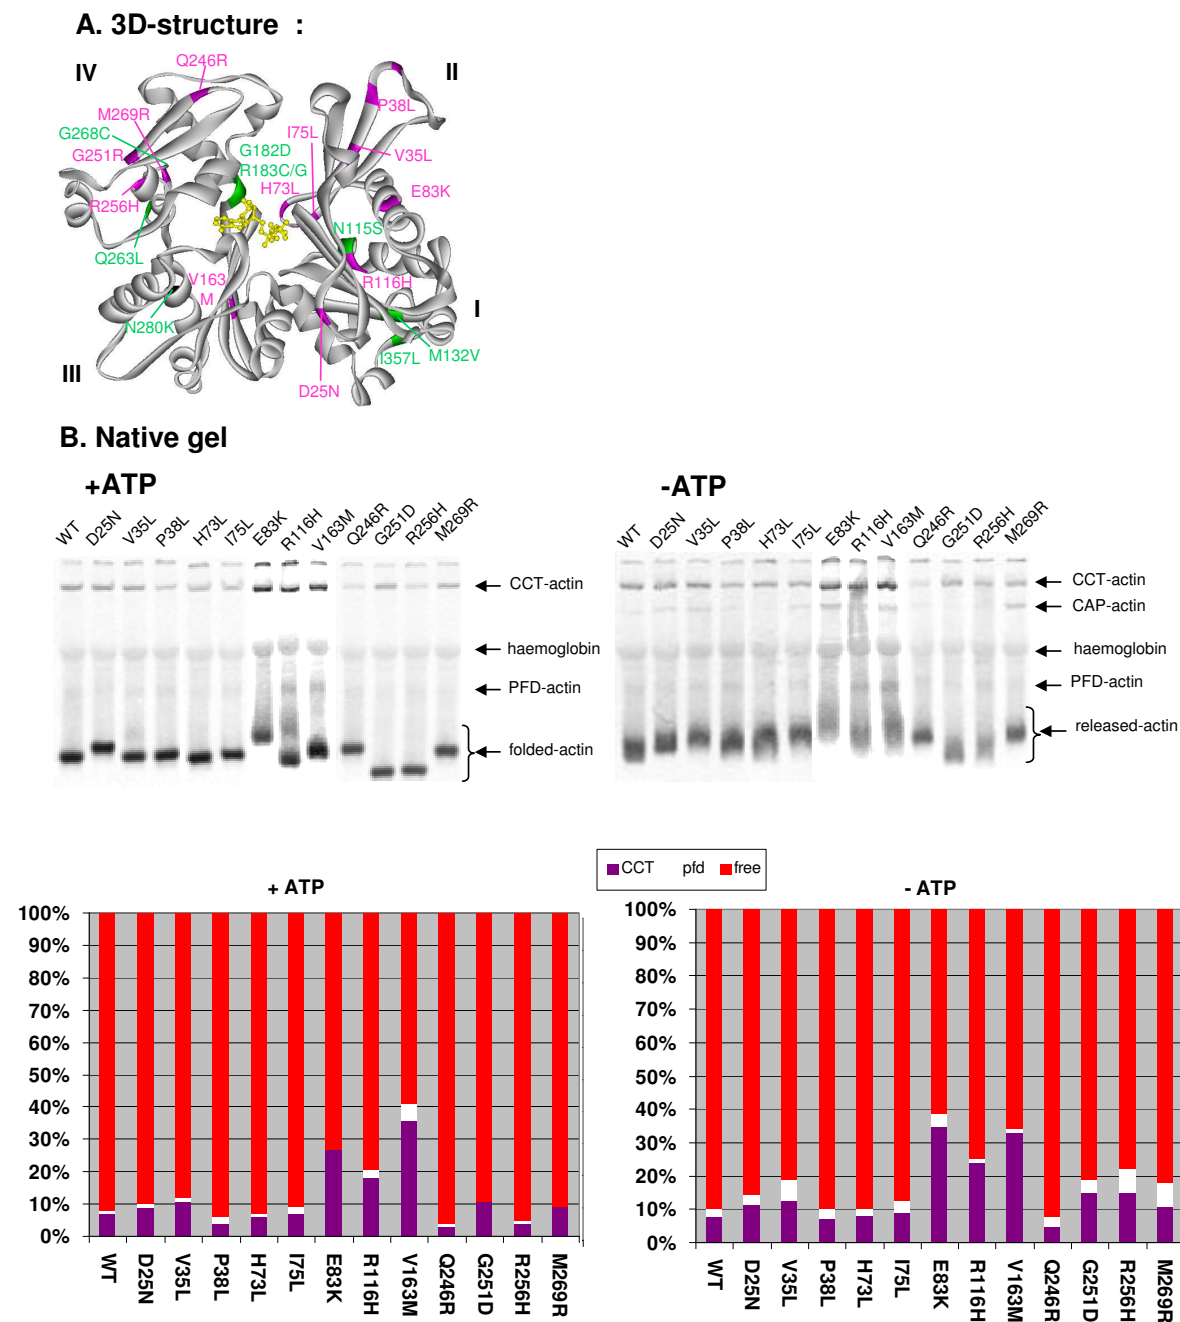 A. 3D-structure :
Q246R
IV
II
M269R
P38L
G268C
I75L
G182D
G251R
V35L
R183C/G
H73L
E83K
R256H
N115S
Q263L
V163
R116H
M
I
N280K
I357L
M132V
III
D25N
B. Native gel
+ATP
-ATP
WT D25N V35L P38L H73L I75L E83K R116H V163M Q246R G251D R256H M269R
WT D25N V35L P38L H73L I75L E83K R116H V163M Q246R G251D R256H M269R
CCT-actin
CCT-actin
CAP-actin
haemoglobin
haemoglobin
PFD-actin
PFD-actin
folded-actin
released-actin
CCT pfd free
+ ATP
- ATP
100%
90%
80%
70%
60%
50%
40%
30%
20%
10%
0%
WT D25N V35L P38L H73L I75L E83K R116H V163M Q246R G251D R256H M269R
100%
90%
80%
70%
60%
50%
40%
30%
20%
10%
0%
WT D25N V35L P38L H73L I75L E83K R116H V163M Q246R G251D R256H M269R